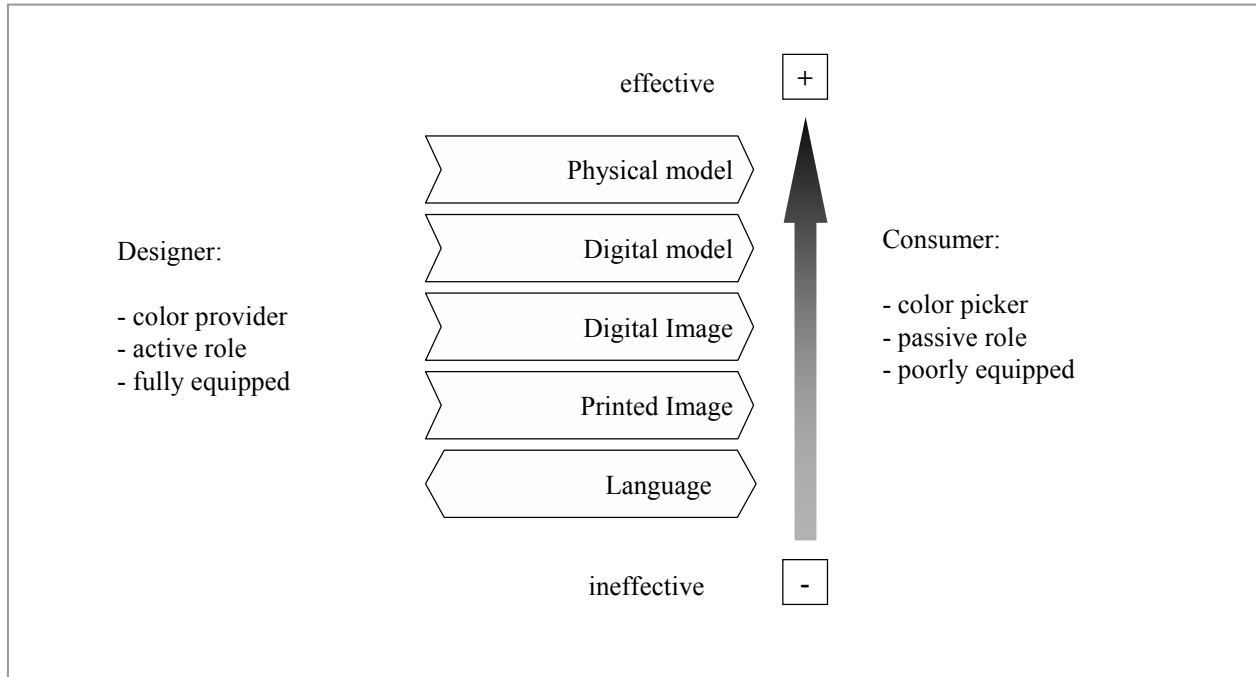 effective
+
Physical model
Digital model
Digital Image
Printed Image
Language
ineffective
-
Designer:
- color provider
- active role
- fully equipped
Consumer:
- color picker
- passive role
- poorly equipped